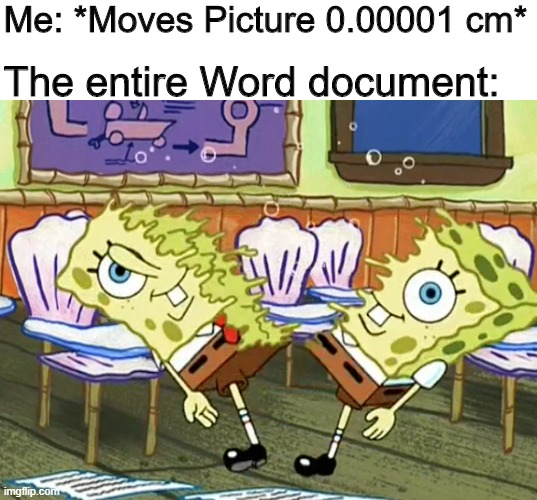 Me: *Moves Picture 0.00001 cm*
The entire Word document:
imgflip.com